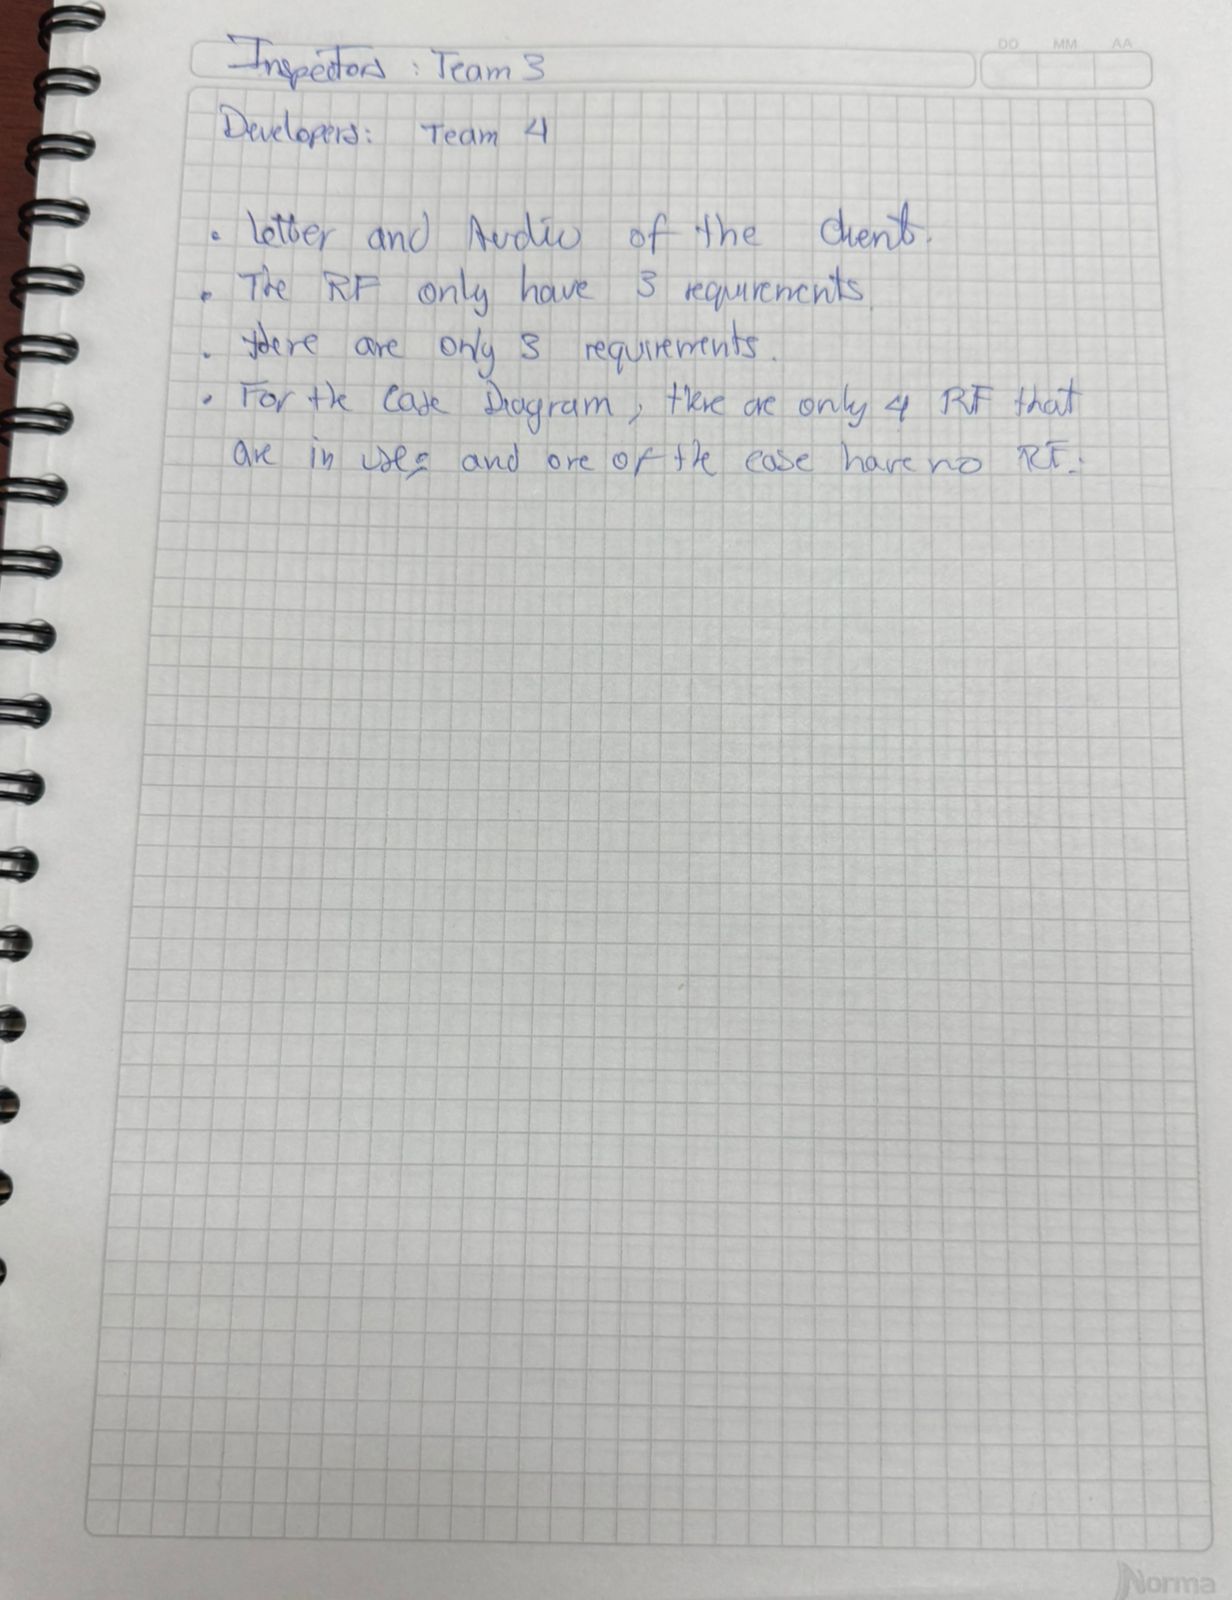 Inspectors : Team 3
DD MM AA
Developers: Team 4
• Letter and Audio of the client.
• The RF only have 3 requirements
• there are only 3 requirements.
• For the Case Diagram, there are only 4 RF that
are in use, and one of the case have no RF.
Norma